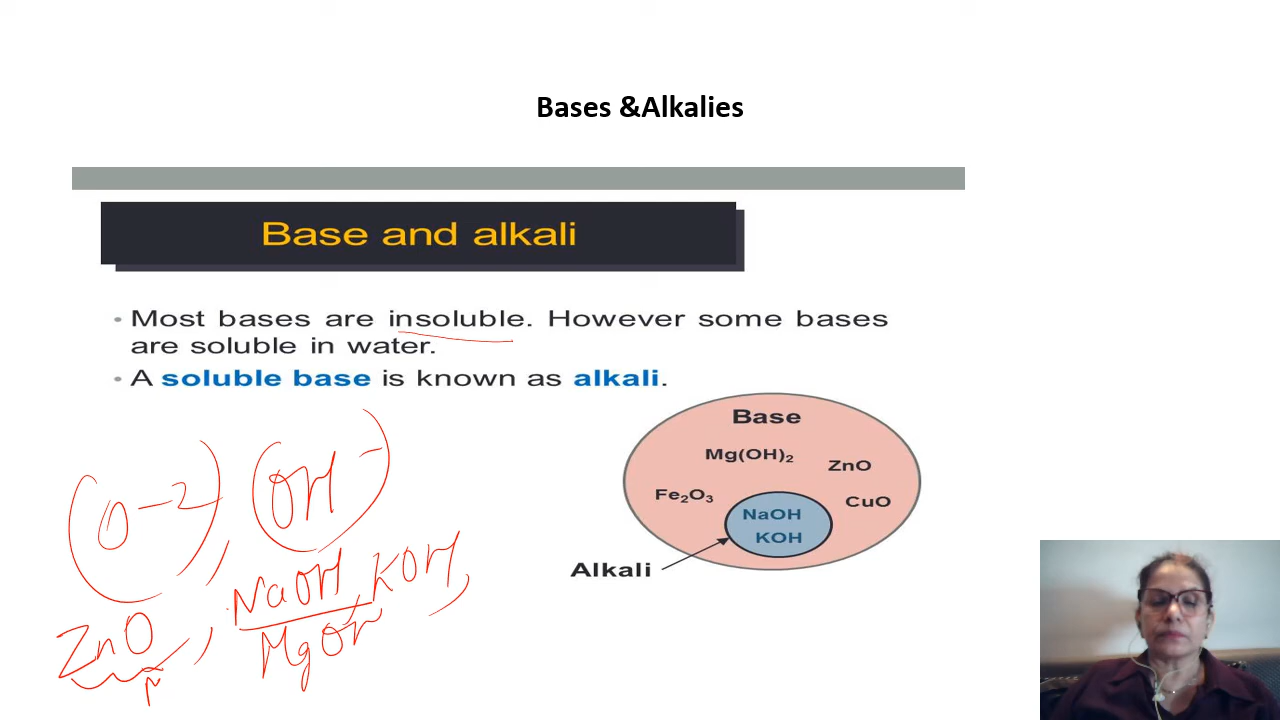 Bases &Alkalies
Base and alkali
• Most bases are insoluble. However some bases
are soluble in water.
• A soluble base is known as alkali.
Base
Mg(OH)₂
ZnO
Fe₂O₃
CuO
NaOH
KOH
Alkali
O⁻², OH⁻
ZnO, NaOH, KOH,